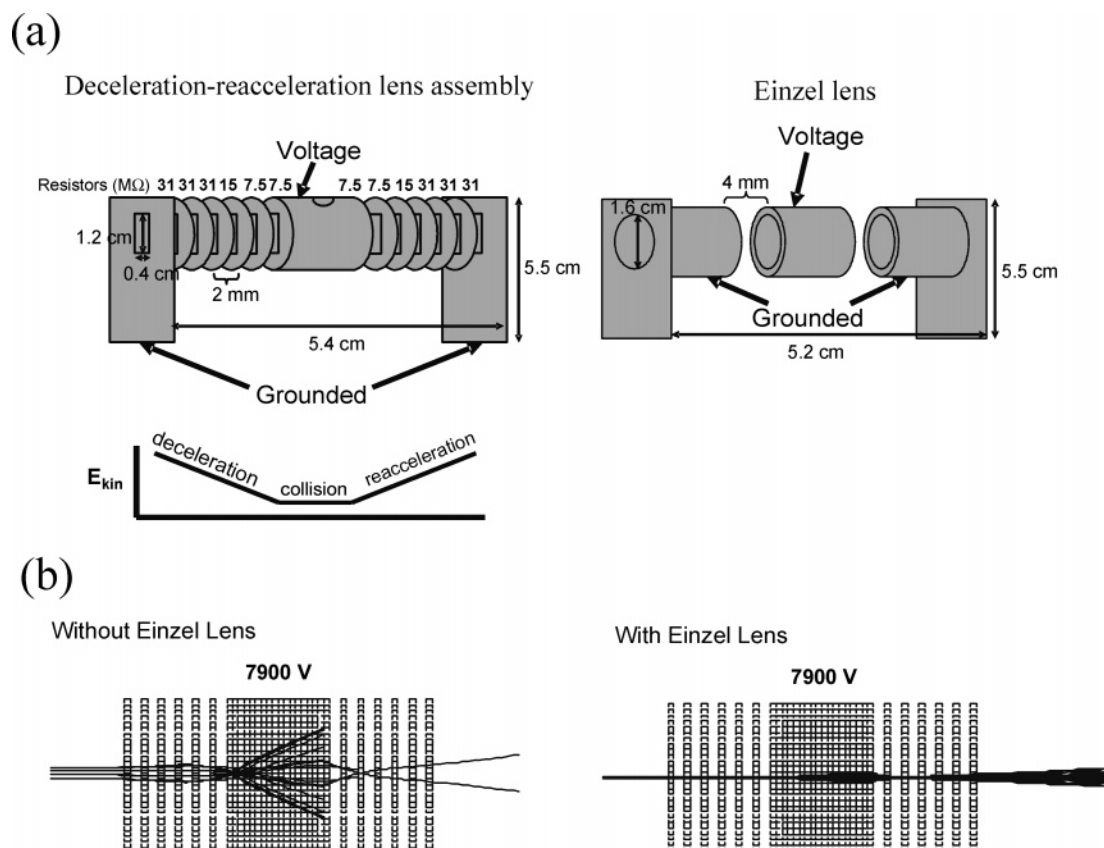 (a)
Deceleration-reacceleration lens assembly
Einzel lens
Voltage
Voltage
Resistors (MΩ) 31 31 31 15 7.5 7.5 7.5 7.5 15 31 31 31
4 mm
1.6 cm
1.2 cm
0.4 cm
2 mm
5.5 cm
5.5 cm
5.4 cm
Grounded
5.2 cm
Grounded
deceleration
reacceleration
Ekin
collision
(b)
Without Einzel Lens
With Einzel Lens
7900 V
7900 V